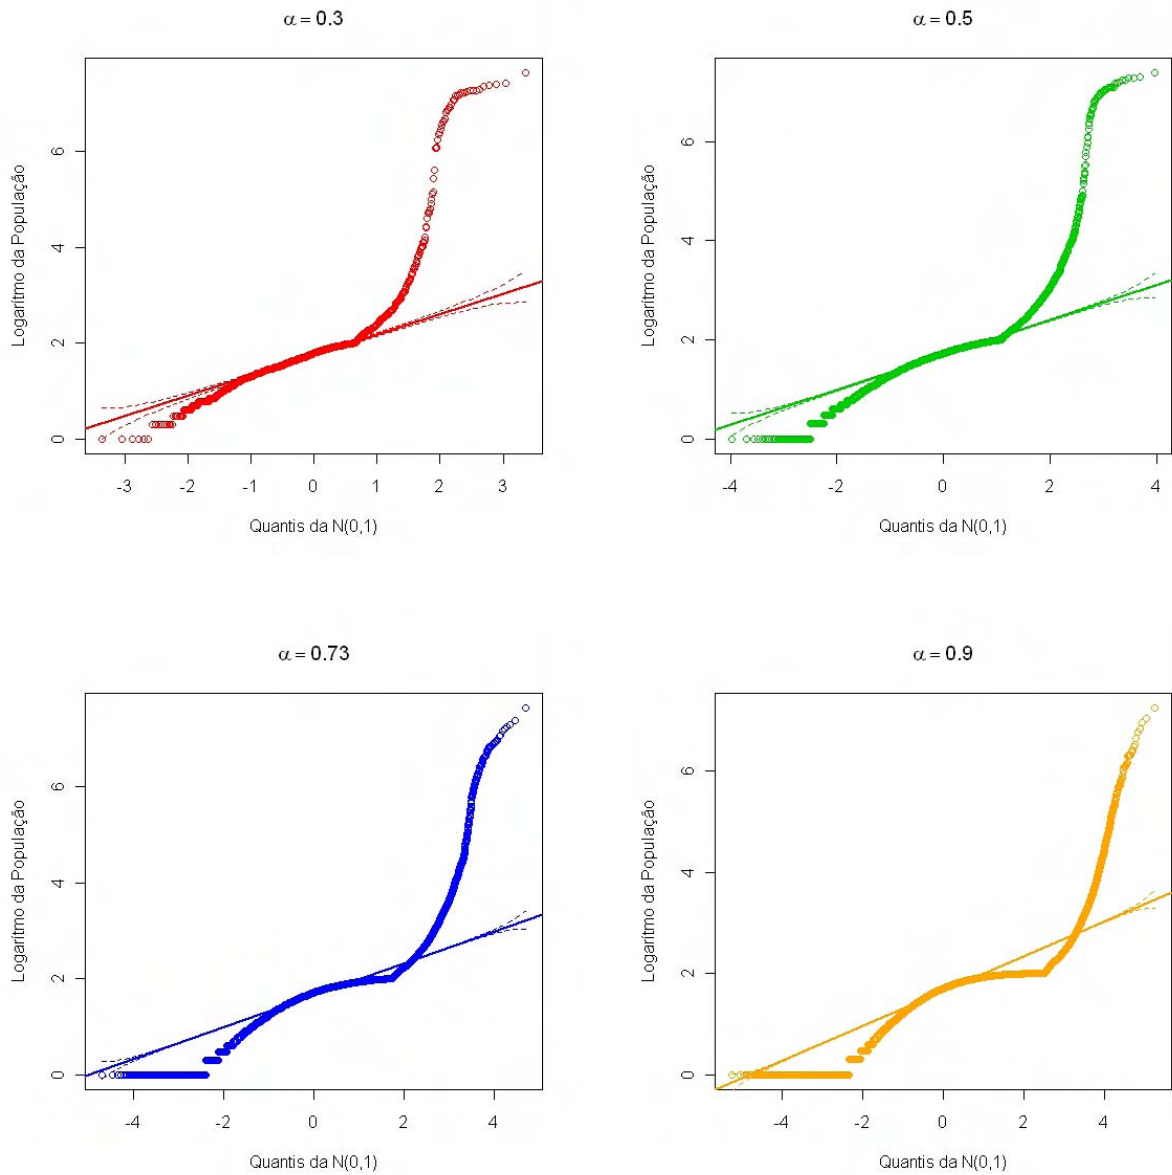 α = 0.3
Logaritmo da População
6
4
2
0
-3 -2 -1 0 1 2 3
Quantis da N(0,1)
α = 0.5
Logaritmo da População
6
4
2
0
-4 -2 0 2 4
Quantis da N(0,1)
α = 0.73
Logaritmo da População
6
4
2
0
-4 -2 0 2 4
Quantis da N(0,1)
α = 0.9
Logaritmo da População
6
4
2
0
-4 -2 0 2 4
Quantis da N(0,1)